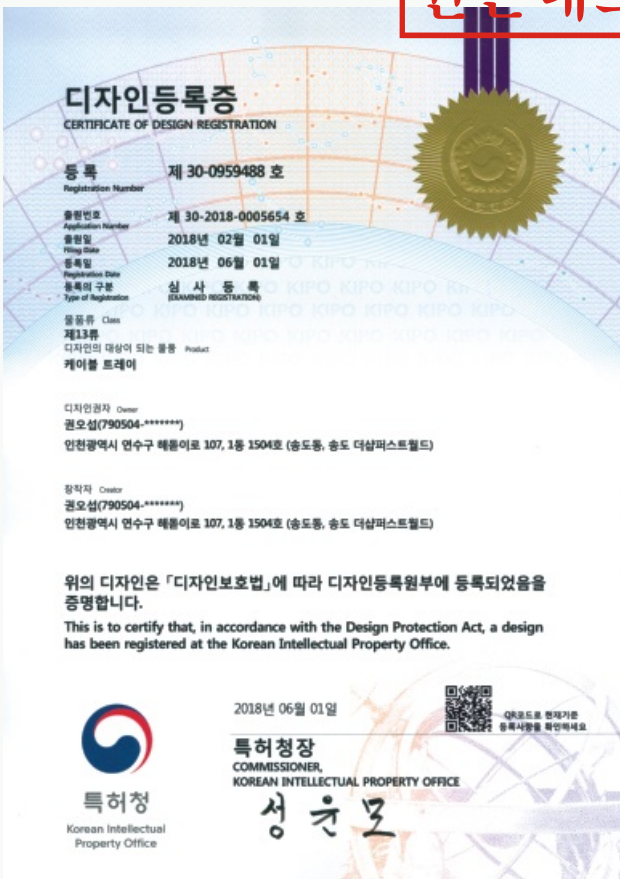 디자인등록증
CERTIFICATE OF DESIGN REGISTRATION
등 록 제 30-0959488 호
Registration Number
출원번호 제 30-2018-0005654 호
Application Number
출원일 2018년 02월 01일
Filing Date
등록일 2018년 06월 01일
Registration Date
등록의 구분 심 사 등 록
Type of Registration (EXAMINED REGISTRATION)
물품류 Class
제13류
디자인의 대상이 되는 물품 Product
케이블 트레이
디자인권자 Owner
권오섭(790504-*******)
인천광역시 연수구 해돋이로 107, 1동 1504호 (송도동, 송도 더샵퍼스트월드)
창작자 Creator
권오섭(790504-*******)
인천광역시 연수구 해돋이로 107, 1동 1504호 (송도동, 송도 더샵퍼스트월드)
위의 디자인은 「디자인보호법」에 따라 디자인등록원부에 등록되었음을
증명합니다.
This is to certify that, in accordance with the Design Protection Act, a design
has been registered at the Korean Intellectual Property Office.
2018년 06월 01일
QR코드로 현재기준
등록사항을 확인하세요
특허청장
COMMISSIONER,
KOREAN INTELLECTUAL PROPERTY OFFICE
성윤모
특허청
Korean Intellectual
Property Office